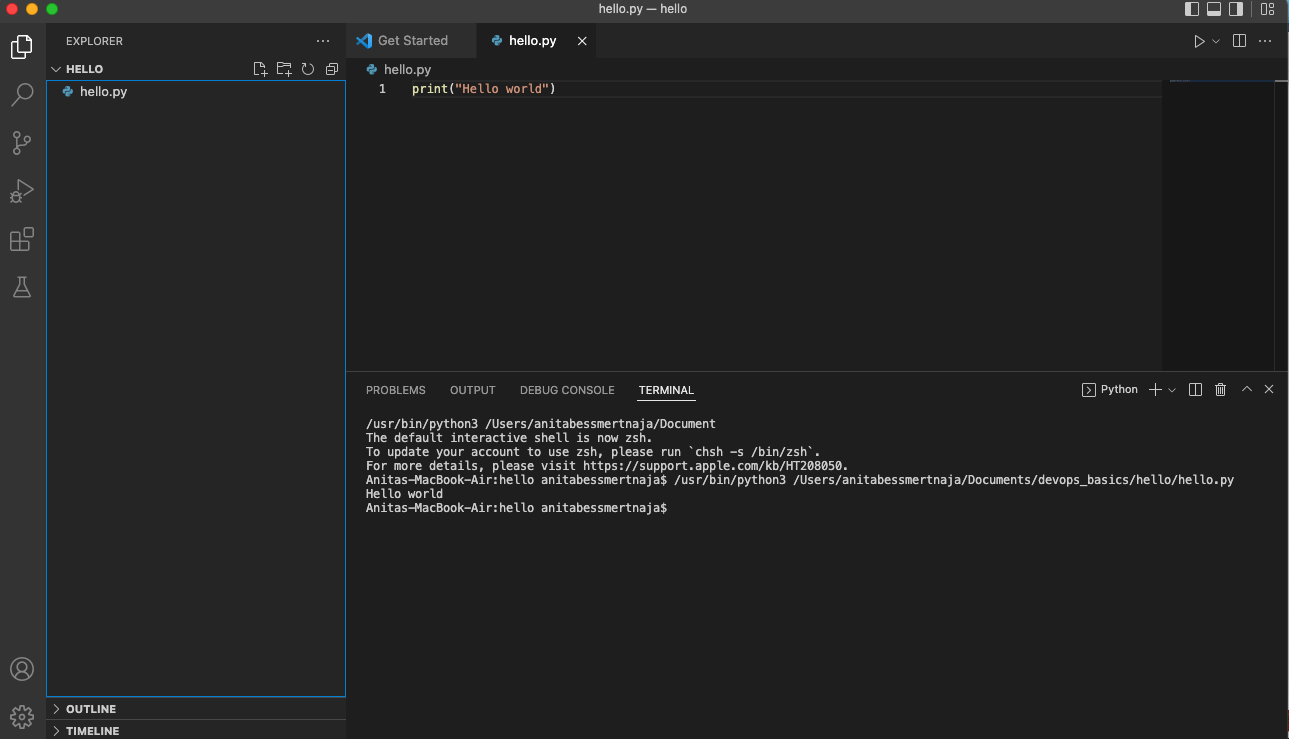 hello.py — hello
EXPLORER
HELLO
hello.py
OUTLINE
TIMELINE
Get Started
hello.py
hello.py
1 print("Hello world")
PROBLEMS OUTPUT DEBUG CONSOLE TERMINAL
Python
/usr/bin/python3 /Users/anitabessmertnaja/Document
The default interactive shell is now zsh.
To update your account to use zsh, please run `chsh -s /bin/zsh`.
For more details, please visit https://support.apple.com/kb/HT208050.
Anitas-MacBook-Air:hello anitabessmertnaja$ /usr/bin/python3 /Users/anitabessmertnaja/Documents/devops_basics/hello/hello.py
Hello world
Anitas-MacBook-Air:hello anitabessmertnaja$